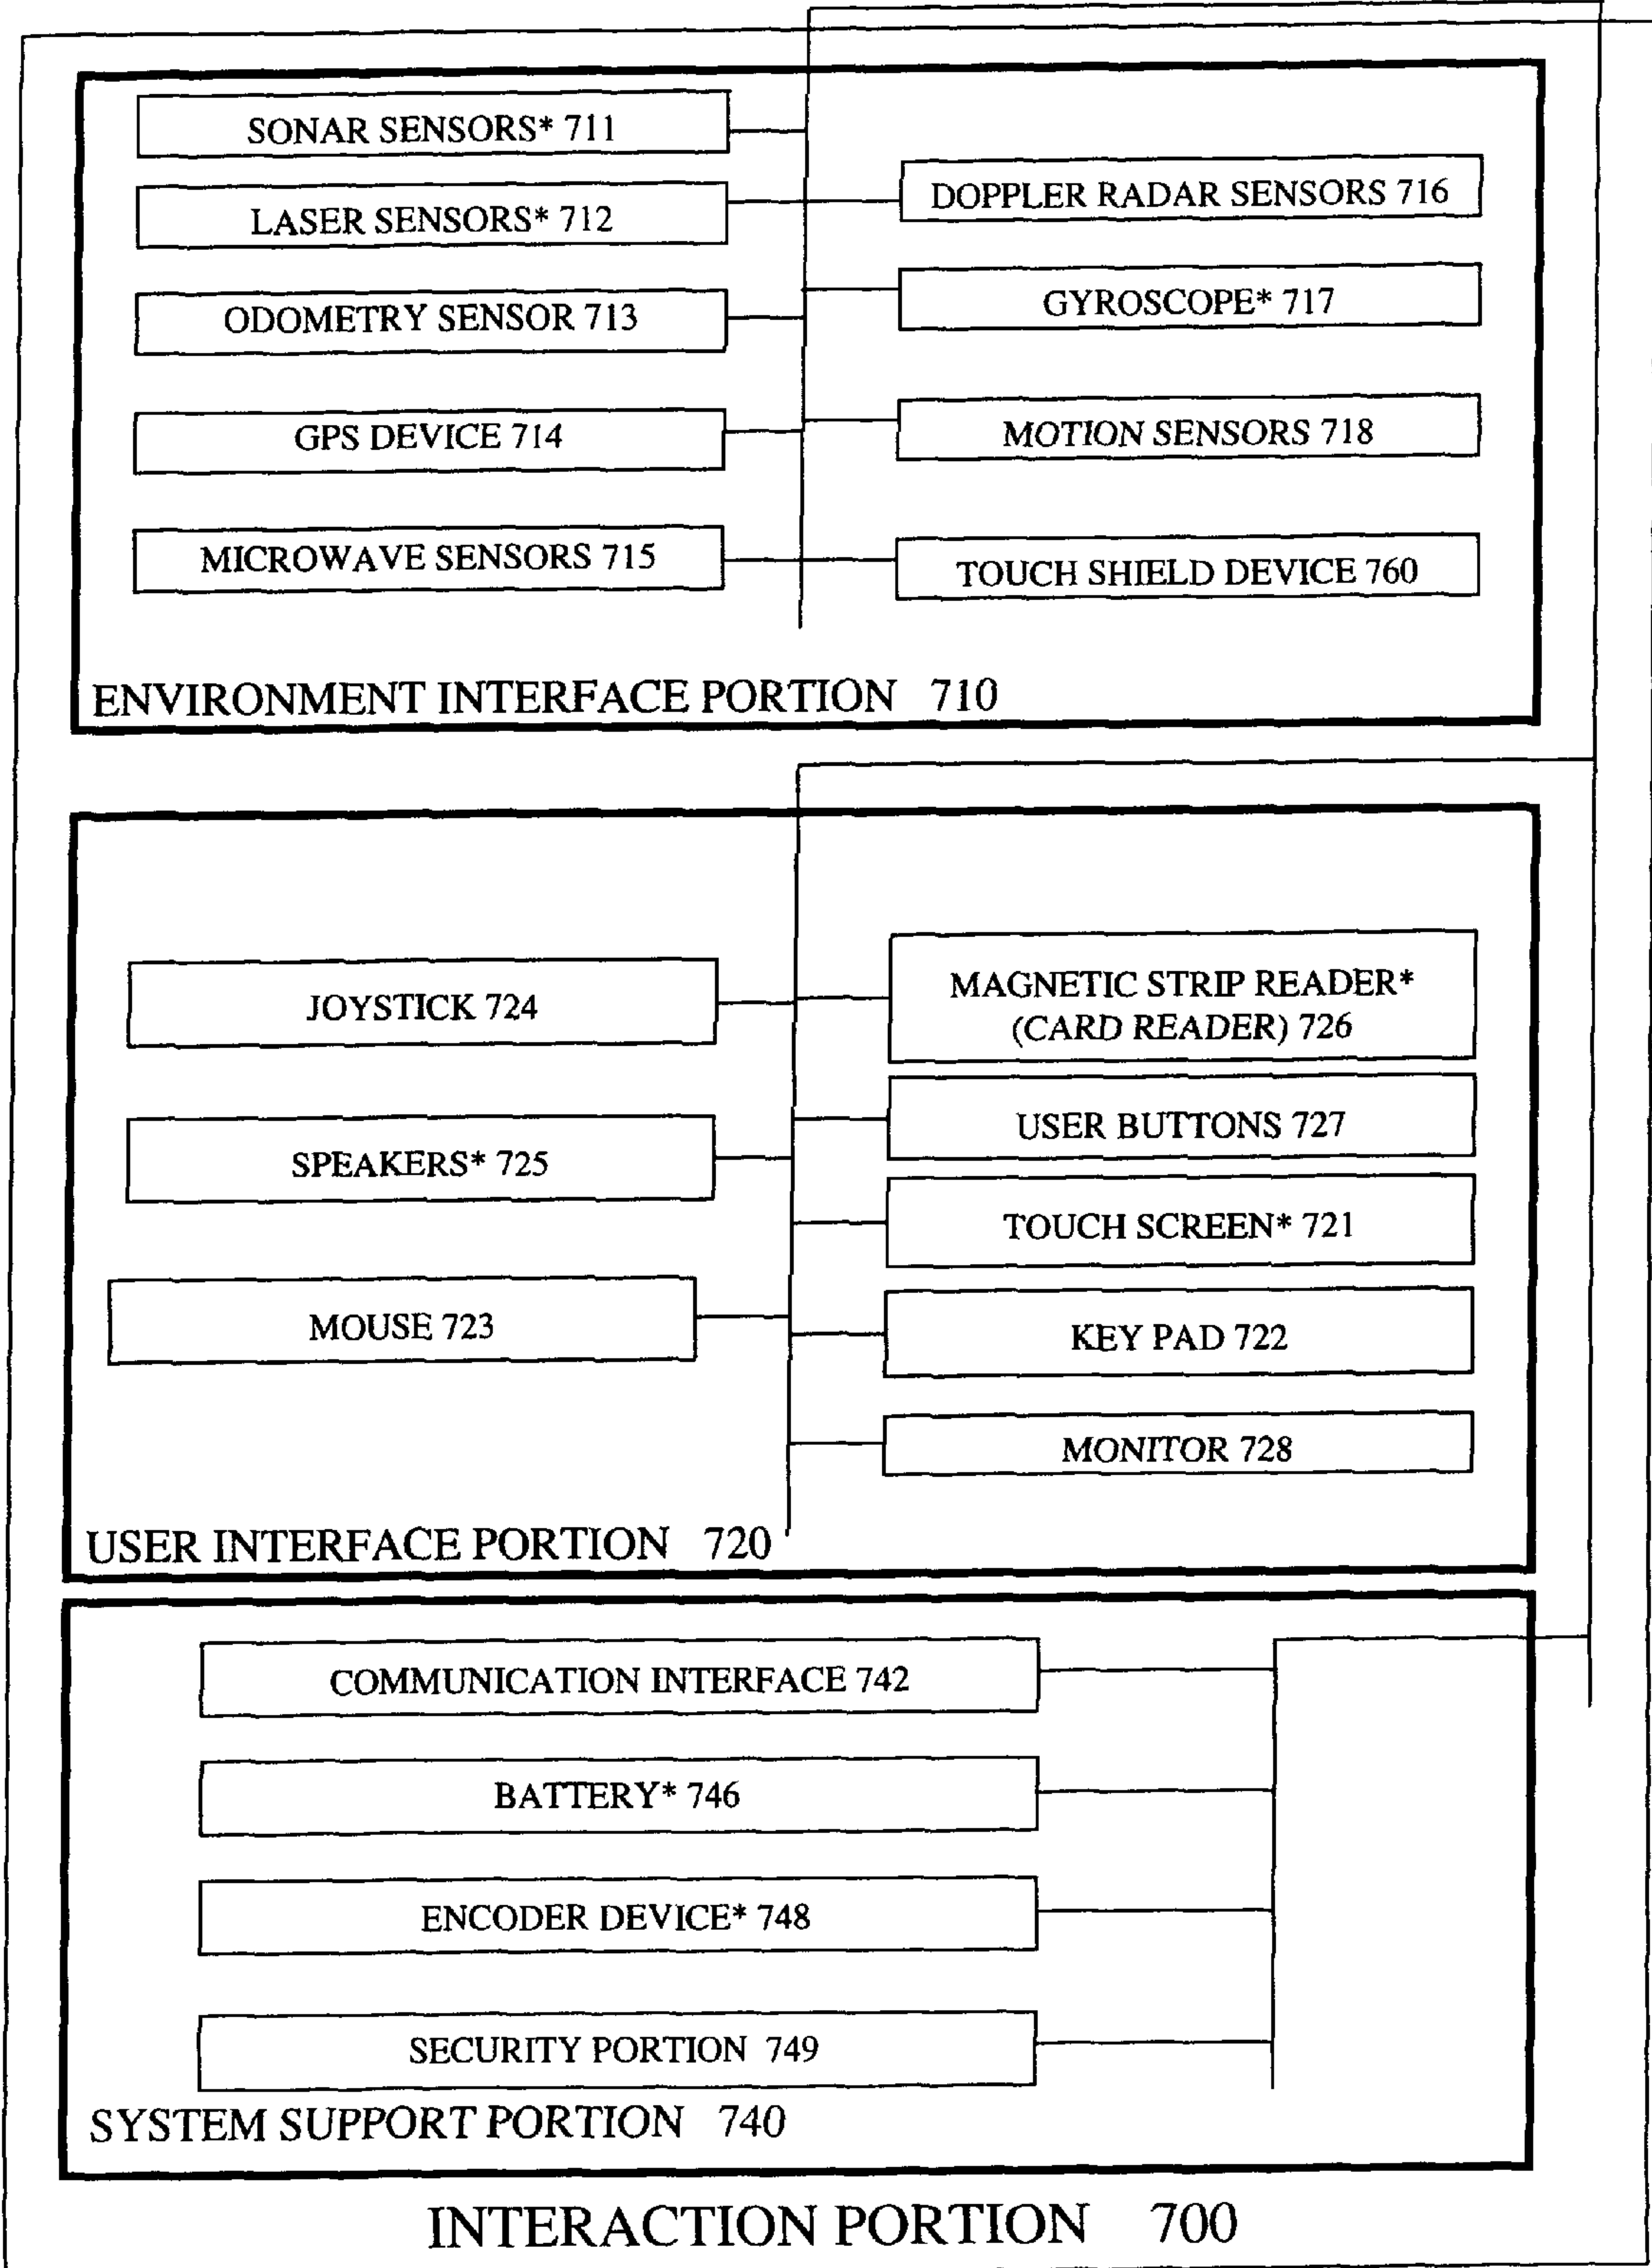 SONAR SENSORS* 711
LASER SENSORS* 712
DOPPLER RADAR SENSORS 716
ODOMETRY SENSOR 713
GYROSCOPE* 717
GPS DEVICE 714
MOTION SENSORS 718
MICROWAVE SENSORS 715
TOUCH SHIELD DEVICE 760
ENVIRONMENT INTERFACE PORTION 710
JOYSTICK 724
MAGNETIC STRIP READER*
(CARD READER) 726
SPEAKERS* 725
USER BUTTONS 727
TOUCH SCREEN* 721
MOUSE 723
KEY PAD 722
MONITOR 728
USER INTERFACE PORTION 720
COMMUNICATION INTERFACE 742
BATTERY* 746
ENCODER DEVICE* 748
SECURITY PORTION 749
SYSTEM SUPPORT PORTION 740
INTERACTION PORTION 700